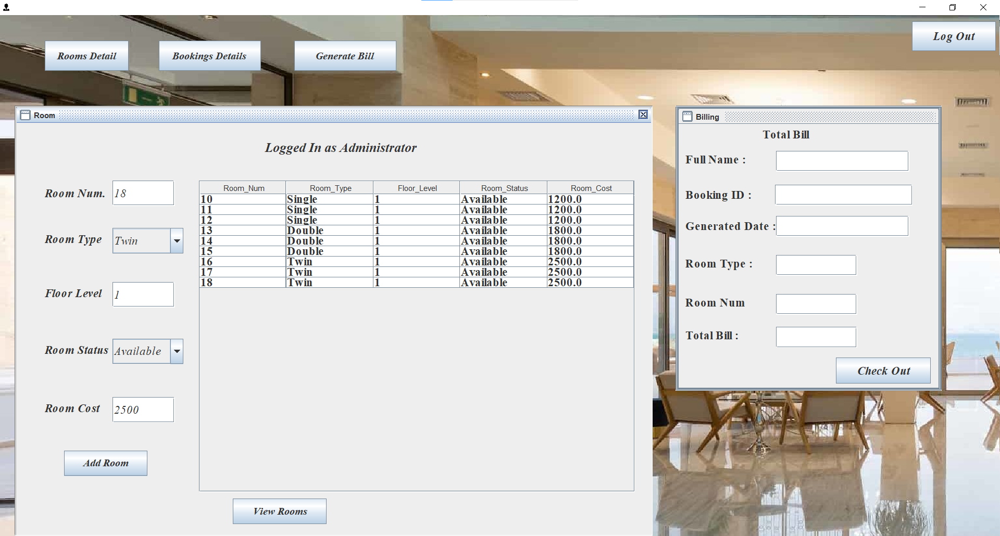 Log Out
Rooms Detail
Bookings Details
Generate Bill
Room
Logged In as Administrator
Room Num. 18
Room Type Twin
Floor Level 1
Room Status Available
Room Cost 2500
Add Room
Room_Num Room_Type Floor_Level Room_Status Room_Cost
10 Single 1 Available 1200.0
11 Single 1 Available 1200.0
12 Single 1 Available 1200.0
13 Double 1 Available 1800.0
14 Double 1 Available 1800.0
15 Double 1 Available 1800.0
16 Twin 1 Available 2500.0
17 Twin 1 Available 2500.0
18 Twin 1 Available 2500.0
View Rooms
Billing
Total Bill
Full Name :
Booking ID :
Generated Date :
Room Type :
Room Num
Total Bill :
Check Out